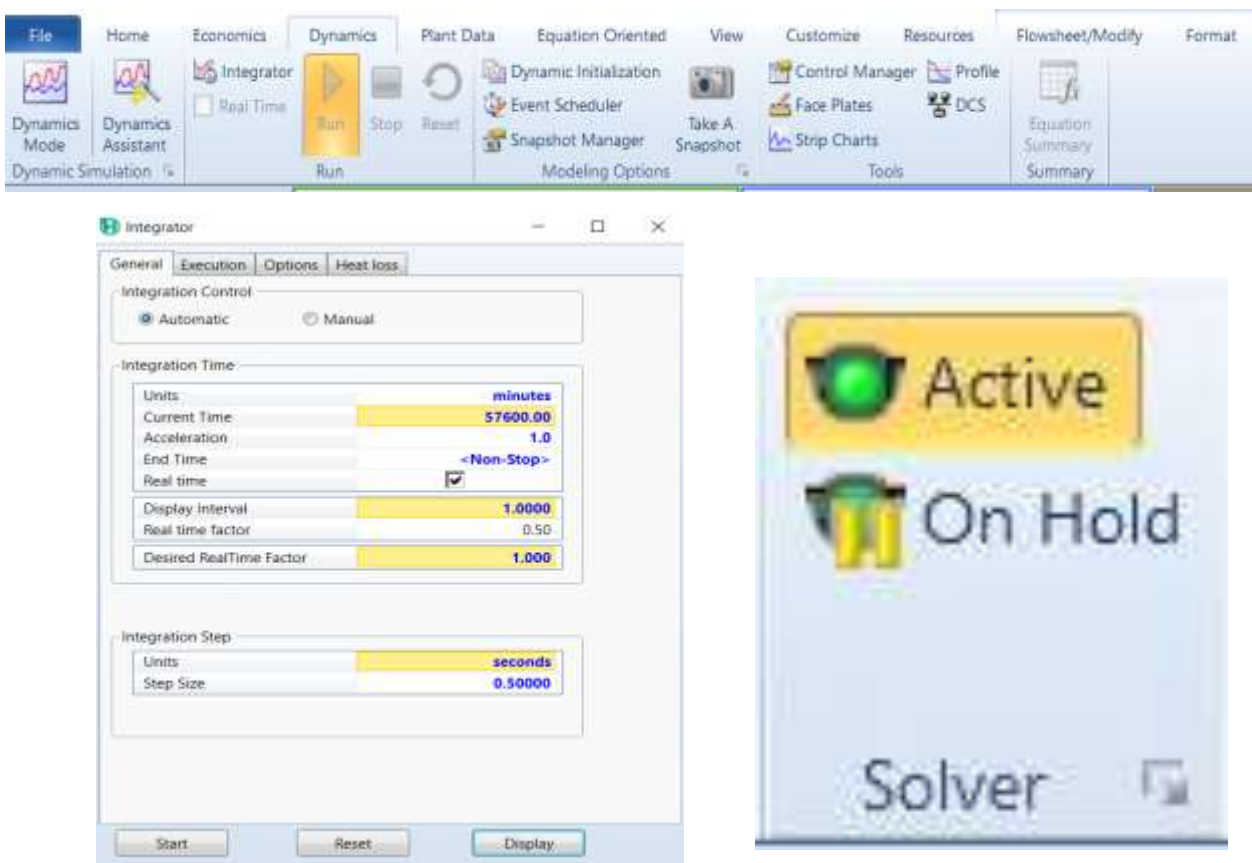 File Home Economics Dynamics Plant Data Equation Oriented View Customize Resources Flowsheet/Modify Format
Dynamics Mode
Dynamics Assistant
Dynamic Simulation
Integrator
Real Time
Run Stop Reset
Run
Dynamic Initialization
Event Scheduler
Snapshot Manager
Take A Snapshot
Modeling Options
Control Manager Profile
Face Plates DCS
Strip Charts
Tools
Equation Summary
Summary
Integrator
General Execution Options Heat loss
Integration Control
Automatic Manual
Integration Time
Units minutes
Current Time 57600.00
Acceleration 1.0
End Time <Non-Stop>
Real time
Display Interval 1.0000
Real time factor 0.50
Desired RealTime Factor 1.000
Integration Step
Units seconds
Step Size 0.50000
Start Reset Display
Active
On Hold
Solver